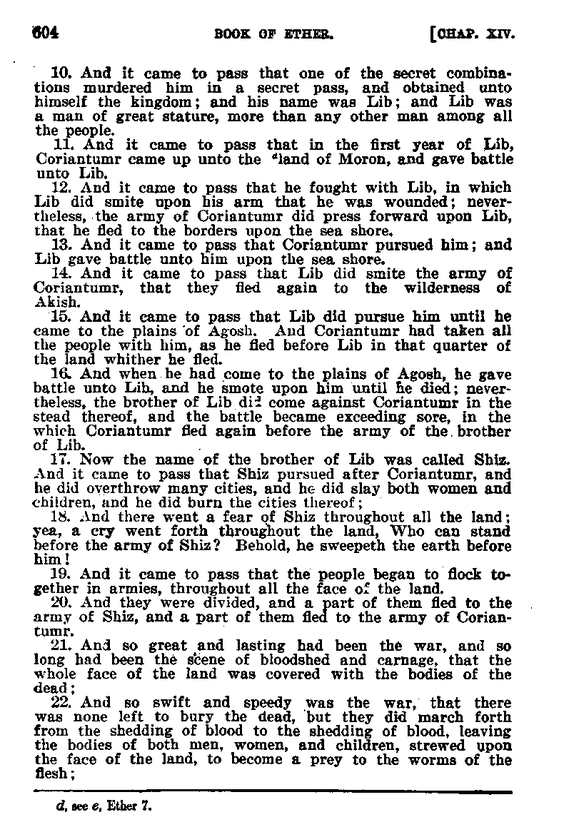 604 BOOK OF ETHER. [CHAP. XIV.
10. And it came to pass that one of the secret combina-
tions murdered him in a secret pass, and obtained unto
himself the kingdom; and his name was Lib; and Lib was
a man of great stature, more than any other man among all
the people.
11. And it came to pass that in the first year of Lib,
Coriantumr came up unto the dland of Moron, and gave battle
unto Lib.
12. And it came to pass that he fought with Lib, in which
Lib did smite upon his arm that he was wounded; never-
theless, the army of Coriantumr did press forward upon Lib,
that he fled to the borders upon the sea shore.
13. And it came to pass that Coriantumr pursued him; and
Lib gave battle unto him upon the sea shore.
14. And it came to pass that Lib did smite the army of
Coriantumr, that they fled again to the wilderness of
Akish.
15. And it came to pass that Lib did pursue him until he
came to the plains of Agosh. And Coriantumr had taken all
the people with him, as he fled before Lib in that quarter of
the land whither he fled.
16. And when he had come to the plains of Agosh, he gave
battle unto Lib, and he smote upon him until he died; never-
theless, the brother of Lib did come against Coriantumr in the
stead thereof, and the battle became exceeding sore, in the
which Coriantumr fled again before the army of the brother
of Lib.
17. Now the name of the brother of Lib was called Shiz.
And it came to pass that Shiz pursued after Coriantumr, and
he did overthrow many cities, and he did slay both women and
children, and he did burn the cities thereof;
18. And there went a fear of Shiz throughout all the land;
yea, a cry went forth throughout the land, Who can stand
before the army of Shiz? Behold, he sweepeth the earth before
him!
19. And it came to pass that the people began to flock to-
gether in armies, throughout all the face of the land.
20. And they were divided, and a part of them fled to the
army of Shiz, and a part of them fled to the army of Corian-
tumr.
21. And so great and lasting had been the war, and so
long had been the scene of bloodshed and carnage, that the
whole face of the land was covered with the bodies of the
dead;
22. And so swift and speedy was the war, that there
was none left to bury the dead, but they did march forth
from the shedding of blood to the shedding of blood, leaving
the bodies of both men, women, and children, strewed upon
the face of the land, to become a prey to the worms of the
flesh;
d, see e, Ether 7.